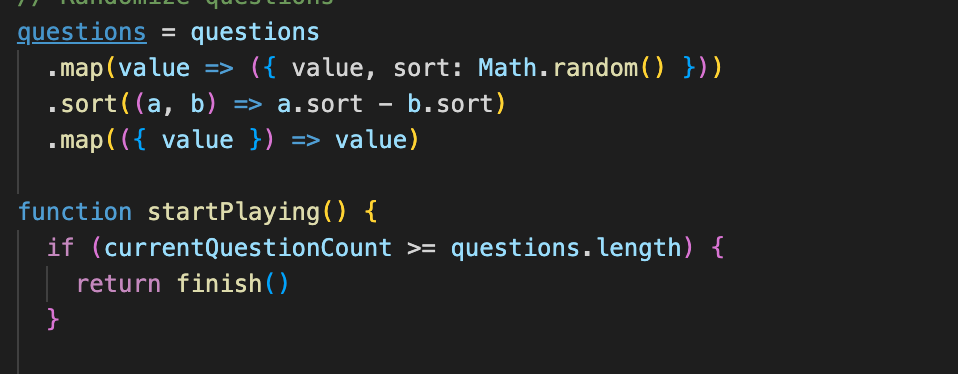 // Randomize questions
questions = questions
  .map(value => ({ value, sort: Math.random() }))
  .sort((a, b) => a.sort - b.sort)
  .map(({ value }) => value)

function startPlaying() {
  if (currentQuestionCount >= questions.length) {
    return finish()
  }